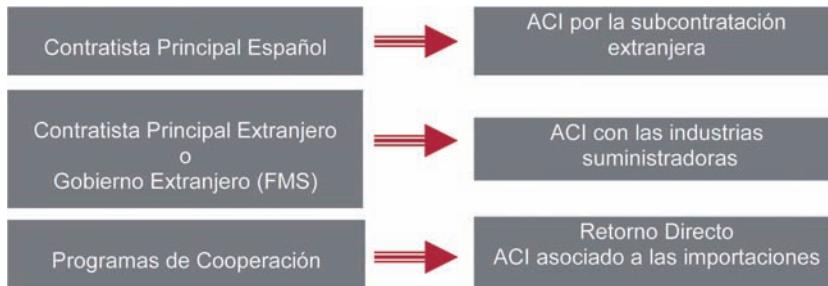 Contratista Principal Español
ACI por la subcontratación
extranjera
Contratista Principal Extranjero
o
Gobierno Extranjero (FMS)
ACI con las industrias
suministradoras
Programas de Cooperación
Retorno Directo
ACI asociado a las importaciones